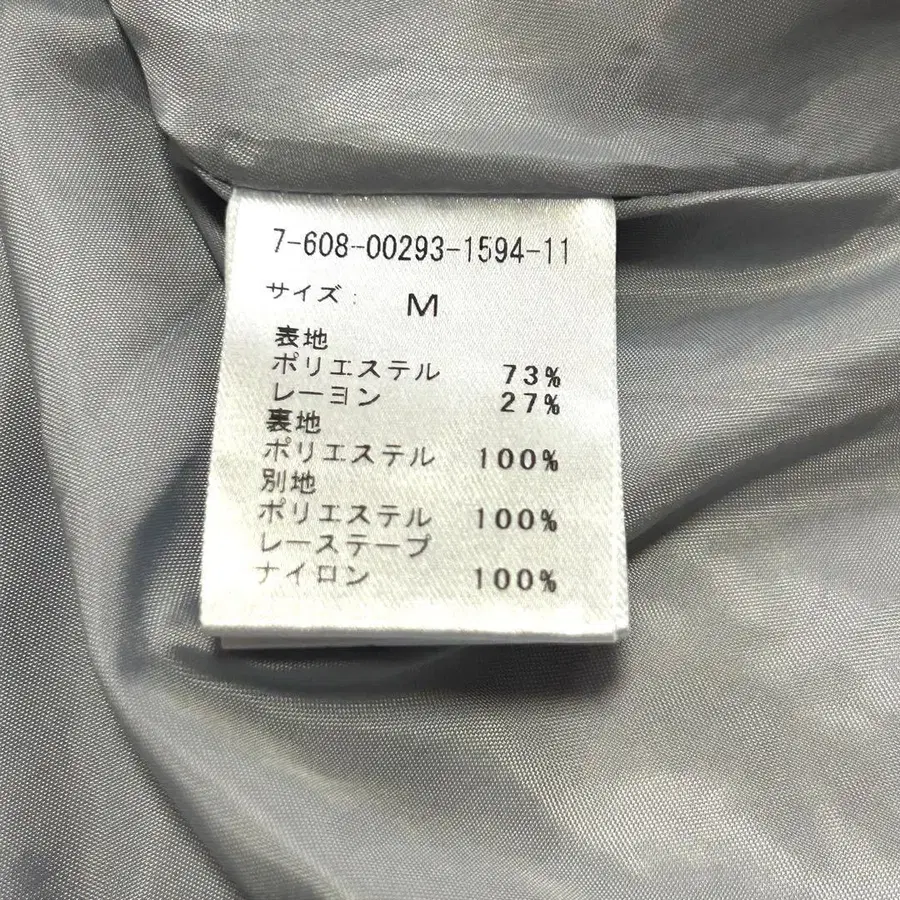 7-608-00293-1594-11
サイズ: M
表地
ポリエステル 73%
レーヨン 27%
裏地
ポリエステル 100%
別地
ポリエステル 100%
レーステープ
ナイロン 100%